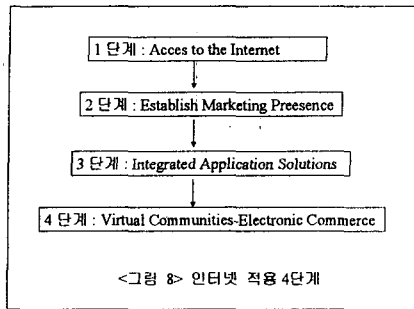 1 단계 : Acces to the Internet
2 단계 : Establish Marketing Preesence
3 단계 : Integrated Application Solutions
4 단계 : Virtual Communities-Electronic Commerce
<그림 8> 인터넷 적용 4단계